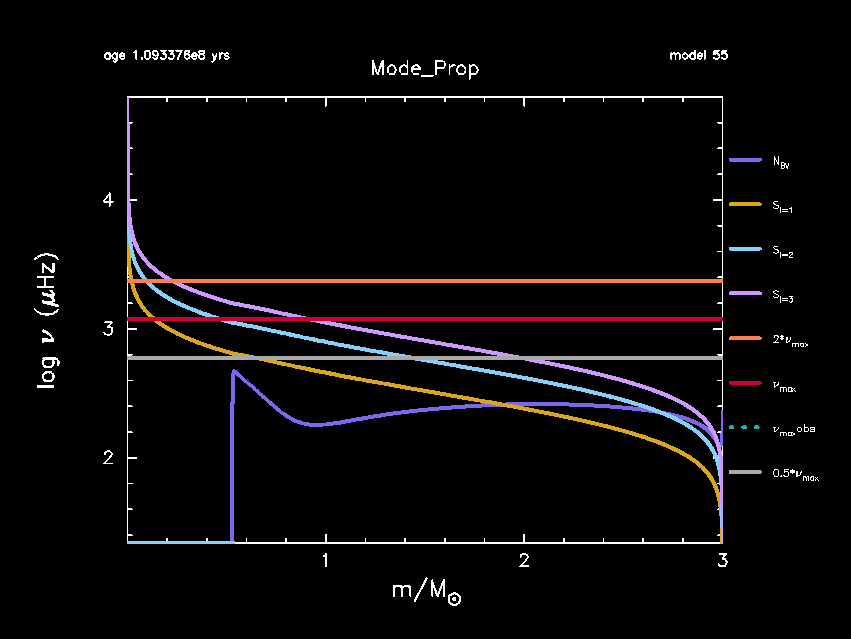 age 1.093376e8 yrs
model 55
Mode_Prop
log ν (μHz)
4
3
2
1
2
3
m/M☉
N_BV
S_l=1
S_l=2
S_l=3
2*ν_max
ν_max
ν_max obs
0.5*ν_max